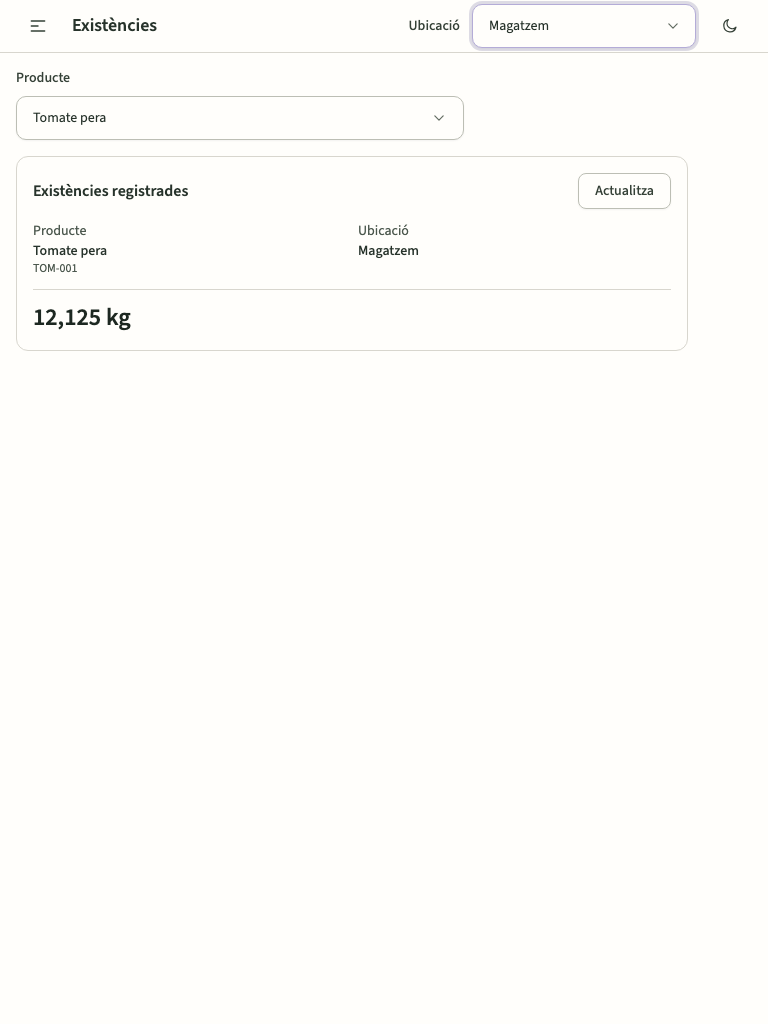 Existències
Ubicació
Magatzem
Producte
Tomate pera
Existències registrades
Actualitza
Producte
Ubicació
Tomate pera
Magatzem
TOM-001
12,125 kg